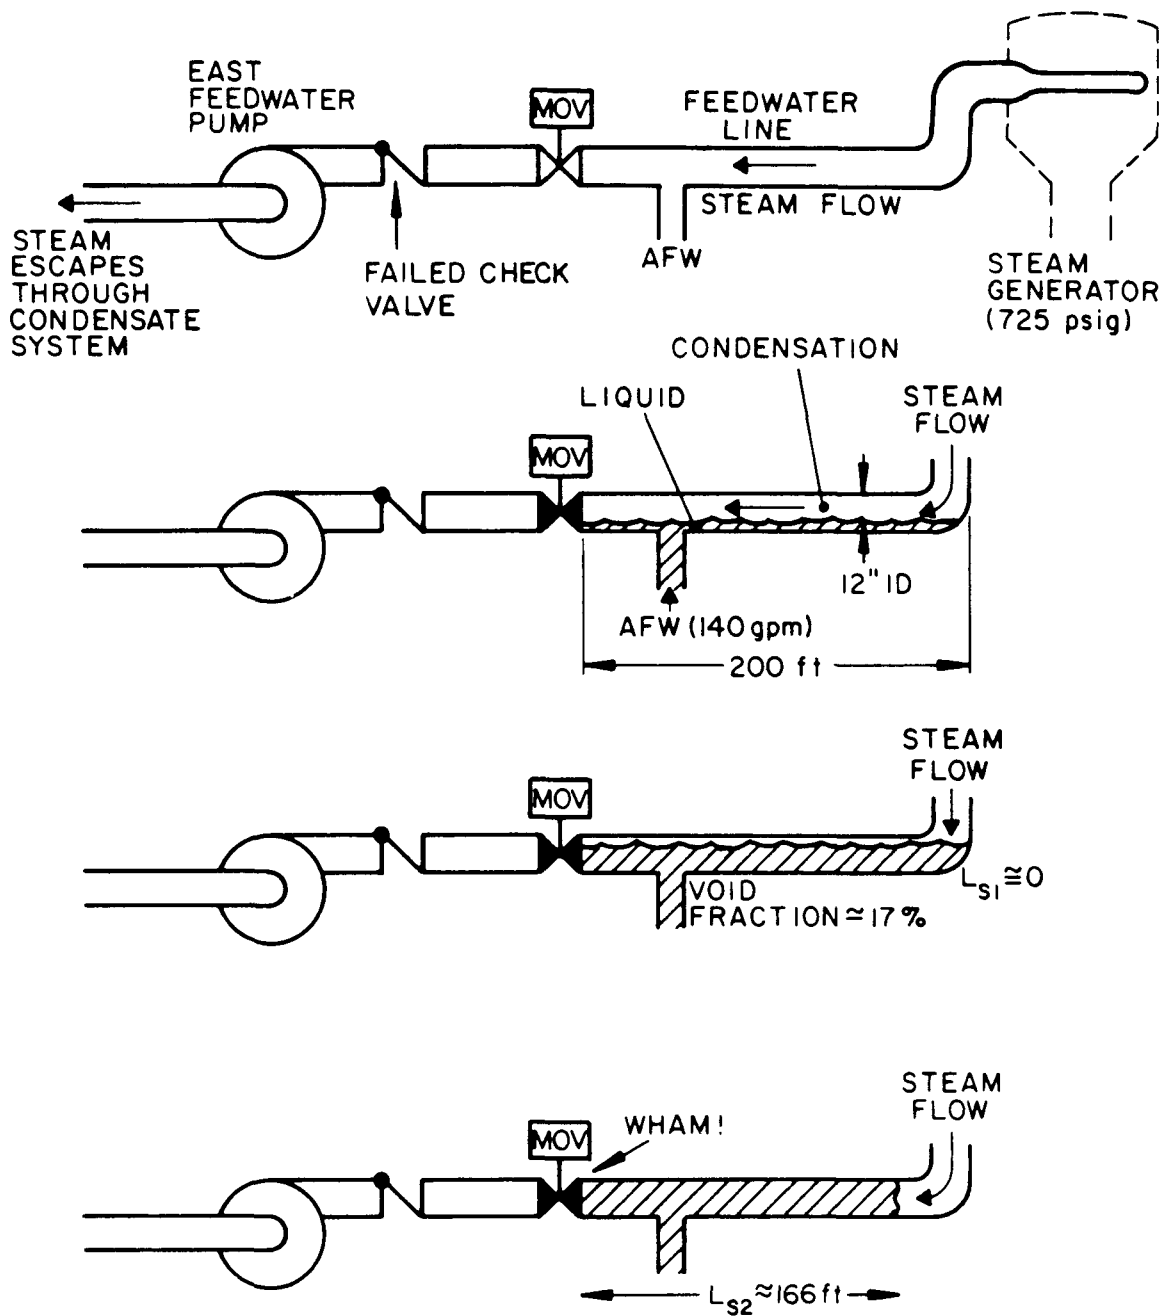 EAST
FEEDWATER
PUMP
MOV
FEEDWATER
LINE
STEAM FLOW
AFW
FAILED CHECK
VALVE
STEAM
ESCAPES
THROUGH
CONDENSATE
SYSTEM
STEAM
GENERATOR
(725 psig)
CONDENSATION
LIQUID
STEAM
FLOW
MOV
12" ID
AFW (140 gpm)
200 ft
STEAM
FLOW
MOV
L_S1 ≅ 0
VOID
FRACTION ≃ 17 %
STEAM
FLOW
WHAM!
MOV
L_S2 ≈ 166 ft